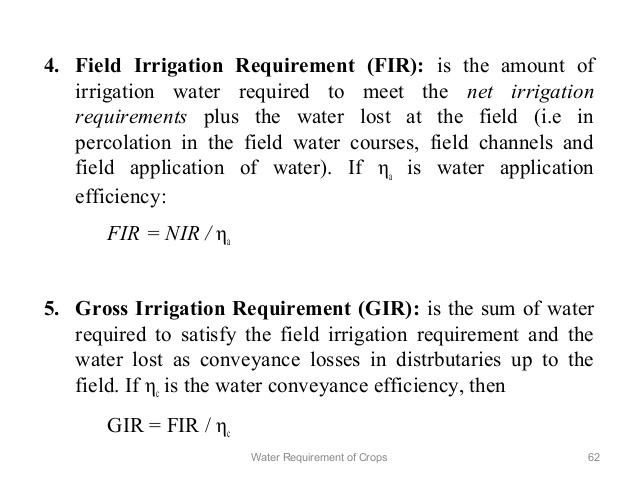 4. Field Irrigation Requirement (FIR): is the amount of
irrigation water required to meet the net irrigation
requirements plus the water lost at the field (i.e in
percolation in the field water courses, field channels and
field application of water). If ηa is water application
efficiency:
FIR = NIR / ηa
5. Gross Irrigation Requirement (GIR): is the sum of water
required to satisfy the field irrigation requirement and the
water lost as conveyance losses in distrbutaries up to the
field. If ηc is the water conveyance efficiency, then
GIR = FIR / ηc
Water Requirement of Crops 62